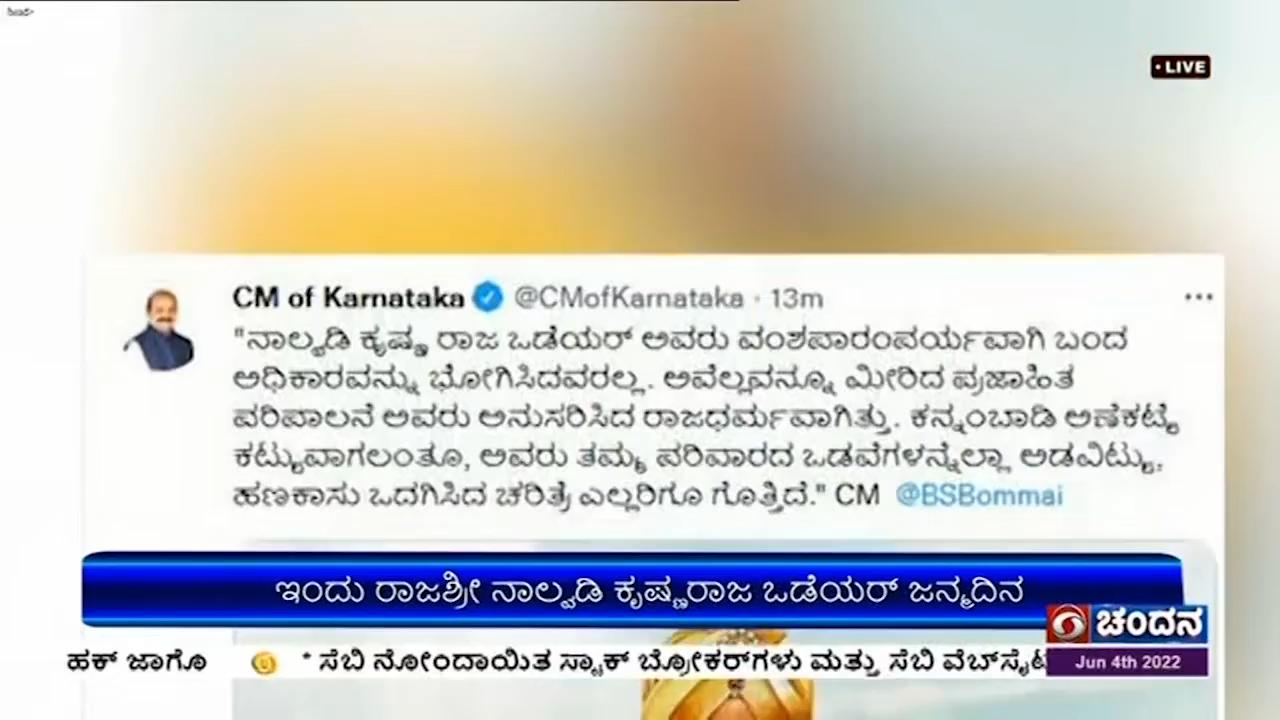 LIVE
CM of Karnataka @CMofKarnataka · 13m
"ನಾಲ್ವಡಿ ಕೃಷ್ಣ ರಾಜ ಒಡೆಯರ್ ಅವರು ವಂಶಪಾರಂಪರ್ಯವಾಗಿ ಬಂದ
ಅಧಿಕಾರವನ್ನು ಭೋಗಿಸಿದವರಲ್ಲ. ಅವೆಲ್ಲವನ್ನೂ ಮೀರಿದ ಪ್ರಜಾಹಿತ
ಪರಿಪಾಲನೆ ಅವರು ಅನುಸರಿಸಿದ ರಾಜಧರ್ಮವಾಗಿತ್ತು. ಕನ್ನಂಬಾಡಿ ಅಣೆಕಟ್ಟೆ
ಕಟ್ಟುವಾಗಲಂತೂ, ಅವರು ತಮ್ಮ ಪರಿವಾರದ ಒಡವೆಗಳನ್ನೆಲ್ಲಾ ಅಡವಿಟ್ಟು,
ಹಣಕಾಸು ಒದಗಿಸಿದ ಚರಿತ್ರೆ ಎಲ್ಲರಿಗೂ ಗೊತ್ತಿದೆ." CM @BSBommai
ಇಂದು ರಾಜಶ್ರೀ ನಾಲ್ವಡಿ ಕೃಷ್ಣರಾಜ ಒಡೆಯರ್ ಜನ್ಮದಿನ
ಚಂದನ
ಹಕ್ ಜಾಗೊ * ಸೆಬಿ ನೋಂದಾಯಿತ ಸ್ಟಾಕ್ ಬ್ರೋಕರ್‌ಗಳು ಮತ್ತು ಸೆಬಿ ವೆಬ್‌ಸೈಟ
Jun 4th 2022